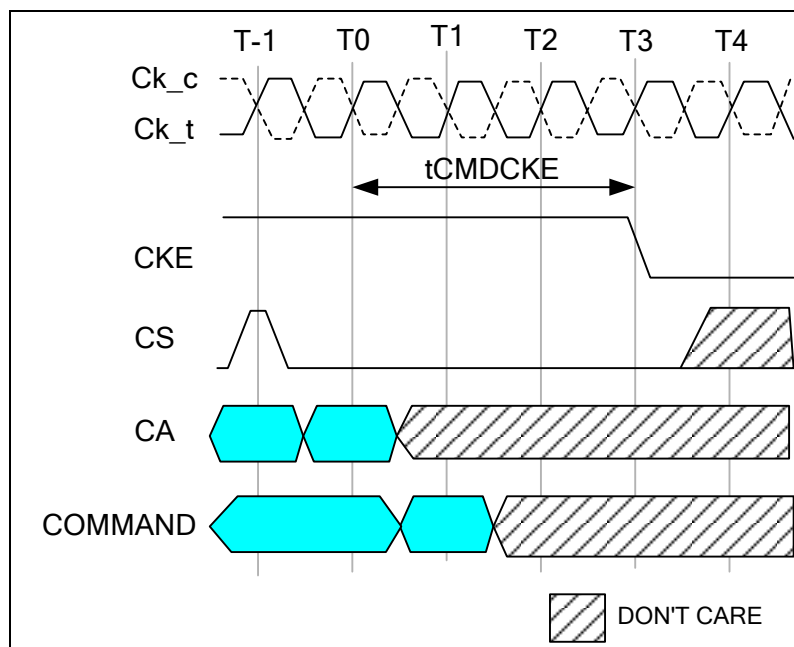 T-1 T0 T1 T2 T3 T4
Ck_c
Ck_t
tCMDCKE
CKE
CS
CA
COMMAND
DON'T CARE